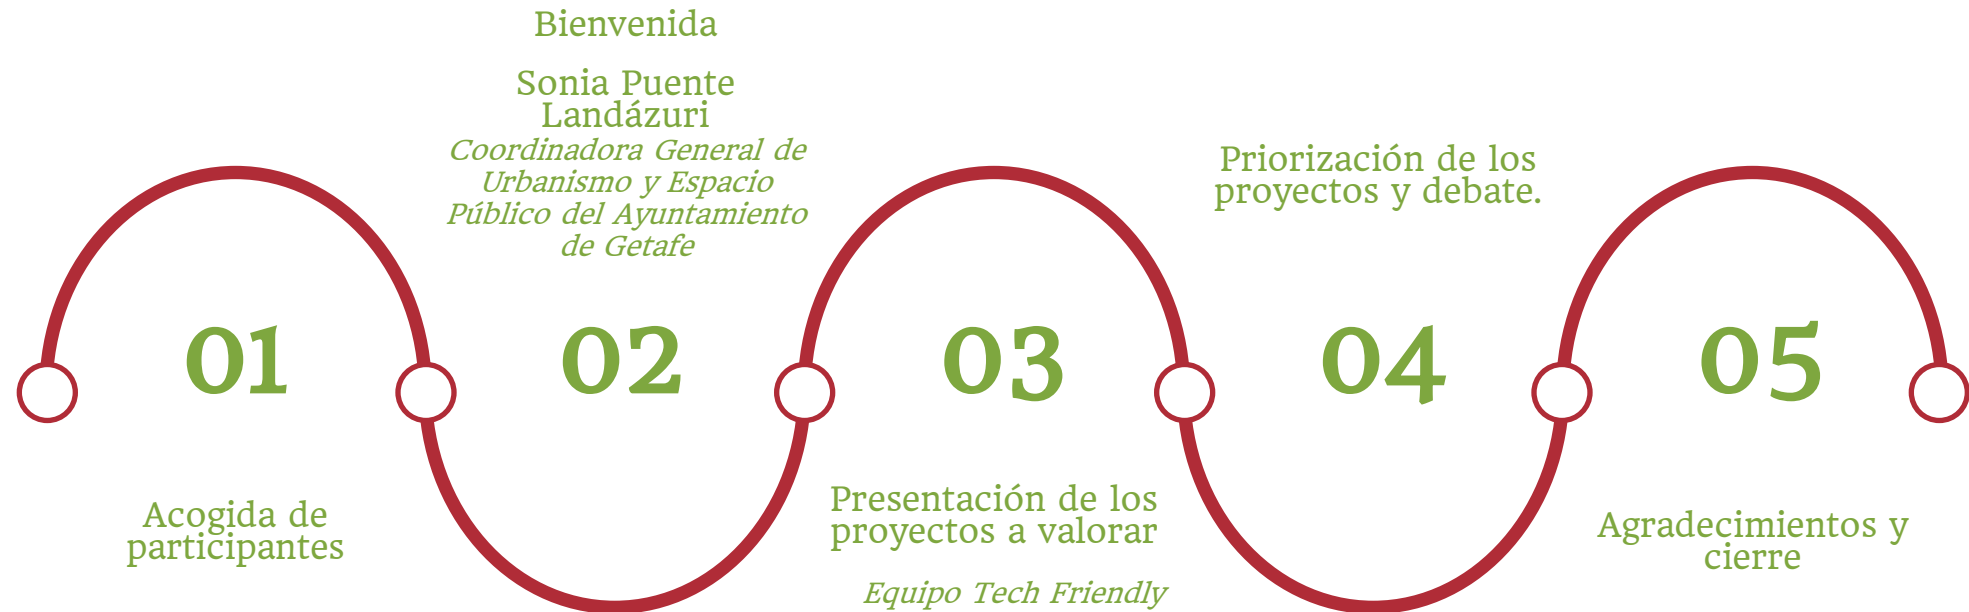 01
Acogida de
participantes
Bienvenida
Sonia Puente
Landázuri
Coordinadora General de
Urbanismo y Espacio
Público del Ayuntamiento
de Getafe
02
03
Presentación de los
proyectos a valorar
Equipo Tech Friendly
Priorización de los
proyectos y debate.
04
05
Agradecimientos y
cierre